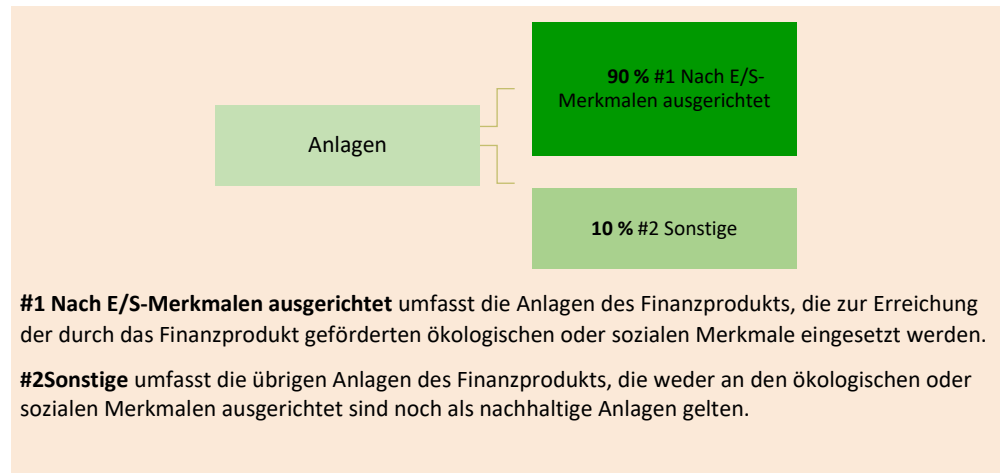 90 % #1 Nach E/S-
Merkmalen ausgerichtet
Anlagen
10 % #2 Sonstige
#1 Nach E/S-Merkmalen ausgerichtet umfasst die Anlagen des Finanzprodukts, die zur Erreichung
der durch das Finanzprodukt geförderten ökologischen oder sozialen Merkmale eingesetzt werden.
#2Sonstige umfasst die übrigen Anlagen des Finanzprodukts, die weder an den ökologischen oder
sozialen Merkmalen ausgerichtet sind noch als nachhaltige Anlagen gelten.